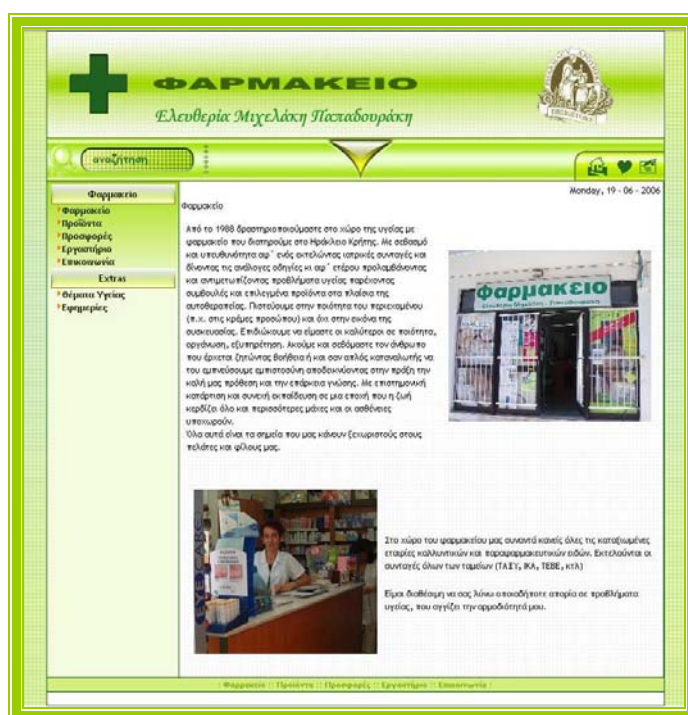 ΦΑΡΜΑΚΕΙΟ
Ελευθερία Μιχελάκη Παπαδουράκη
αναζήτηση
Monday, 19 - 06 - 2006
Φαρμακείο
Φαρμακείο
Προϊόντα
Προσφορές
Εργαστήριο
Επικοινωνία
Extras
Θέματα Υγείας
Εφημερίες
Φαρμακείο
Από το 1988 δραστηριοποιούμαστε στο χώρο της υγείας με
φαρμακείο που διατηρούμε στο Ηράκλειο Κρήτης. Με σεβασμό
και υπευθυνότητα αφ΄ ενός εκτελώντας ιατρικές συνταγές και
δίνοντας τις ανάλογες οδηγίες κι αφ΄ ετέρου προλαμβάνοντας
και αντιμετωπίζοντας προβλήματα υγείας παρέχοντας
συμβουλές και επιλεγμένα προϊόντα στα πλαίσια της
αυτοθεραπείας. Πιστεύουμε στην ποιότητα του περιεχομένου
(π.χ. στις κρέμες προσώπου) και όχι στην εικόνα της
συσκευασίας. Επιδιώκουμε να είμαστε οι καλύτεροι σε ποιότητα,
οργάνωση, εξυπηρέτηση. Ακούμε και σεβόμαστε τον άνθρωπο
που έρχεται ζητώντας βοήθεια ή και σαν απλός καταναλωτής να
του εμπνεύσουμε εμπιστοσύνη αποδεικνύοντας στην πράξη την
καλή μας πρόθεση και την επάρκεια γνώσης. Με επιστημονική
κατάρτιση και συνεχή εκπαίδευση σε μια εποχή που η ζωή
κερδίζει όλο και περισσότερες μάχες και οι ασθένειες
υποχωρούν.
Όλα αυτά είναι τα σημεία που μας κάνουν ξεχωριστούς στους
πελάτες και φίλους μας.
Φαρμακείο
Ελευθερία Μιχελάκη - Παπαδουράκη
Στο χώρο του φαρμακείου μας συναντά κανείς όλες τις καταξιωμένες
εταιρίες καλλυντικών και παραφαρμακευτικών ειδών. Εκτελούνται οι
συνταγές όλων των ταμείων (ΤΑΞΥ, ΙΚΑ, ΤΕΒΕ, κτλ)
Είμαι διαθέσιμη να σας λύνω οποιαδήποτε απορία σε προβλήματα
υγείας, που αγγίζει την αρμοδιότητά μου.
: Φαρμακείο :: Προϊόντα :: Προσφορές :: Εργαστήριο :: Επικοινωνία :